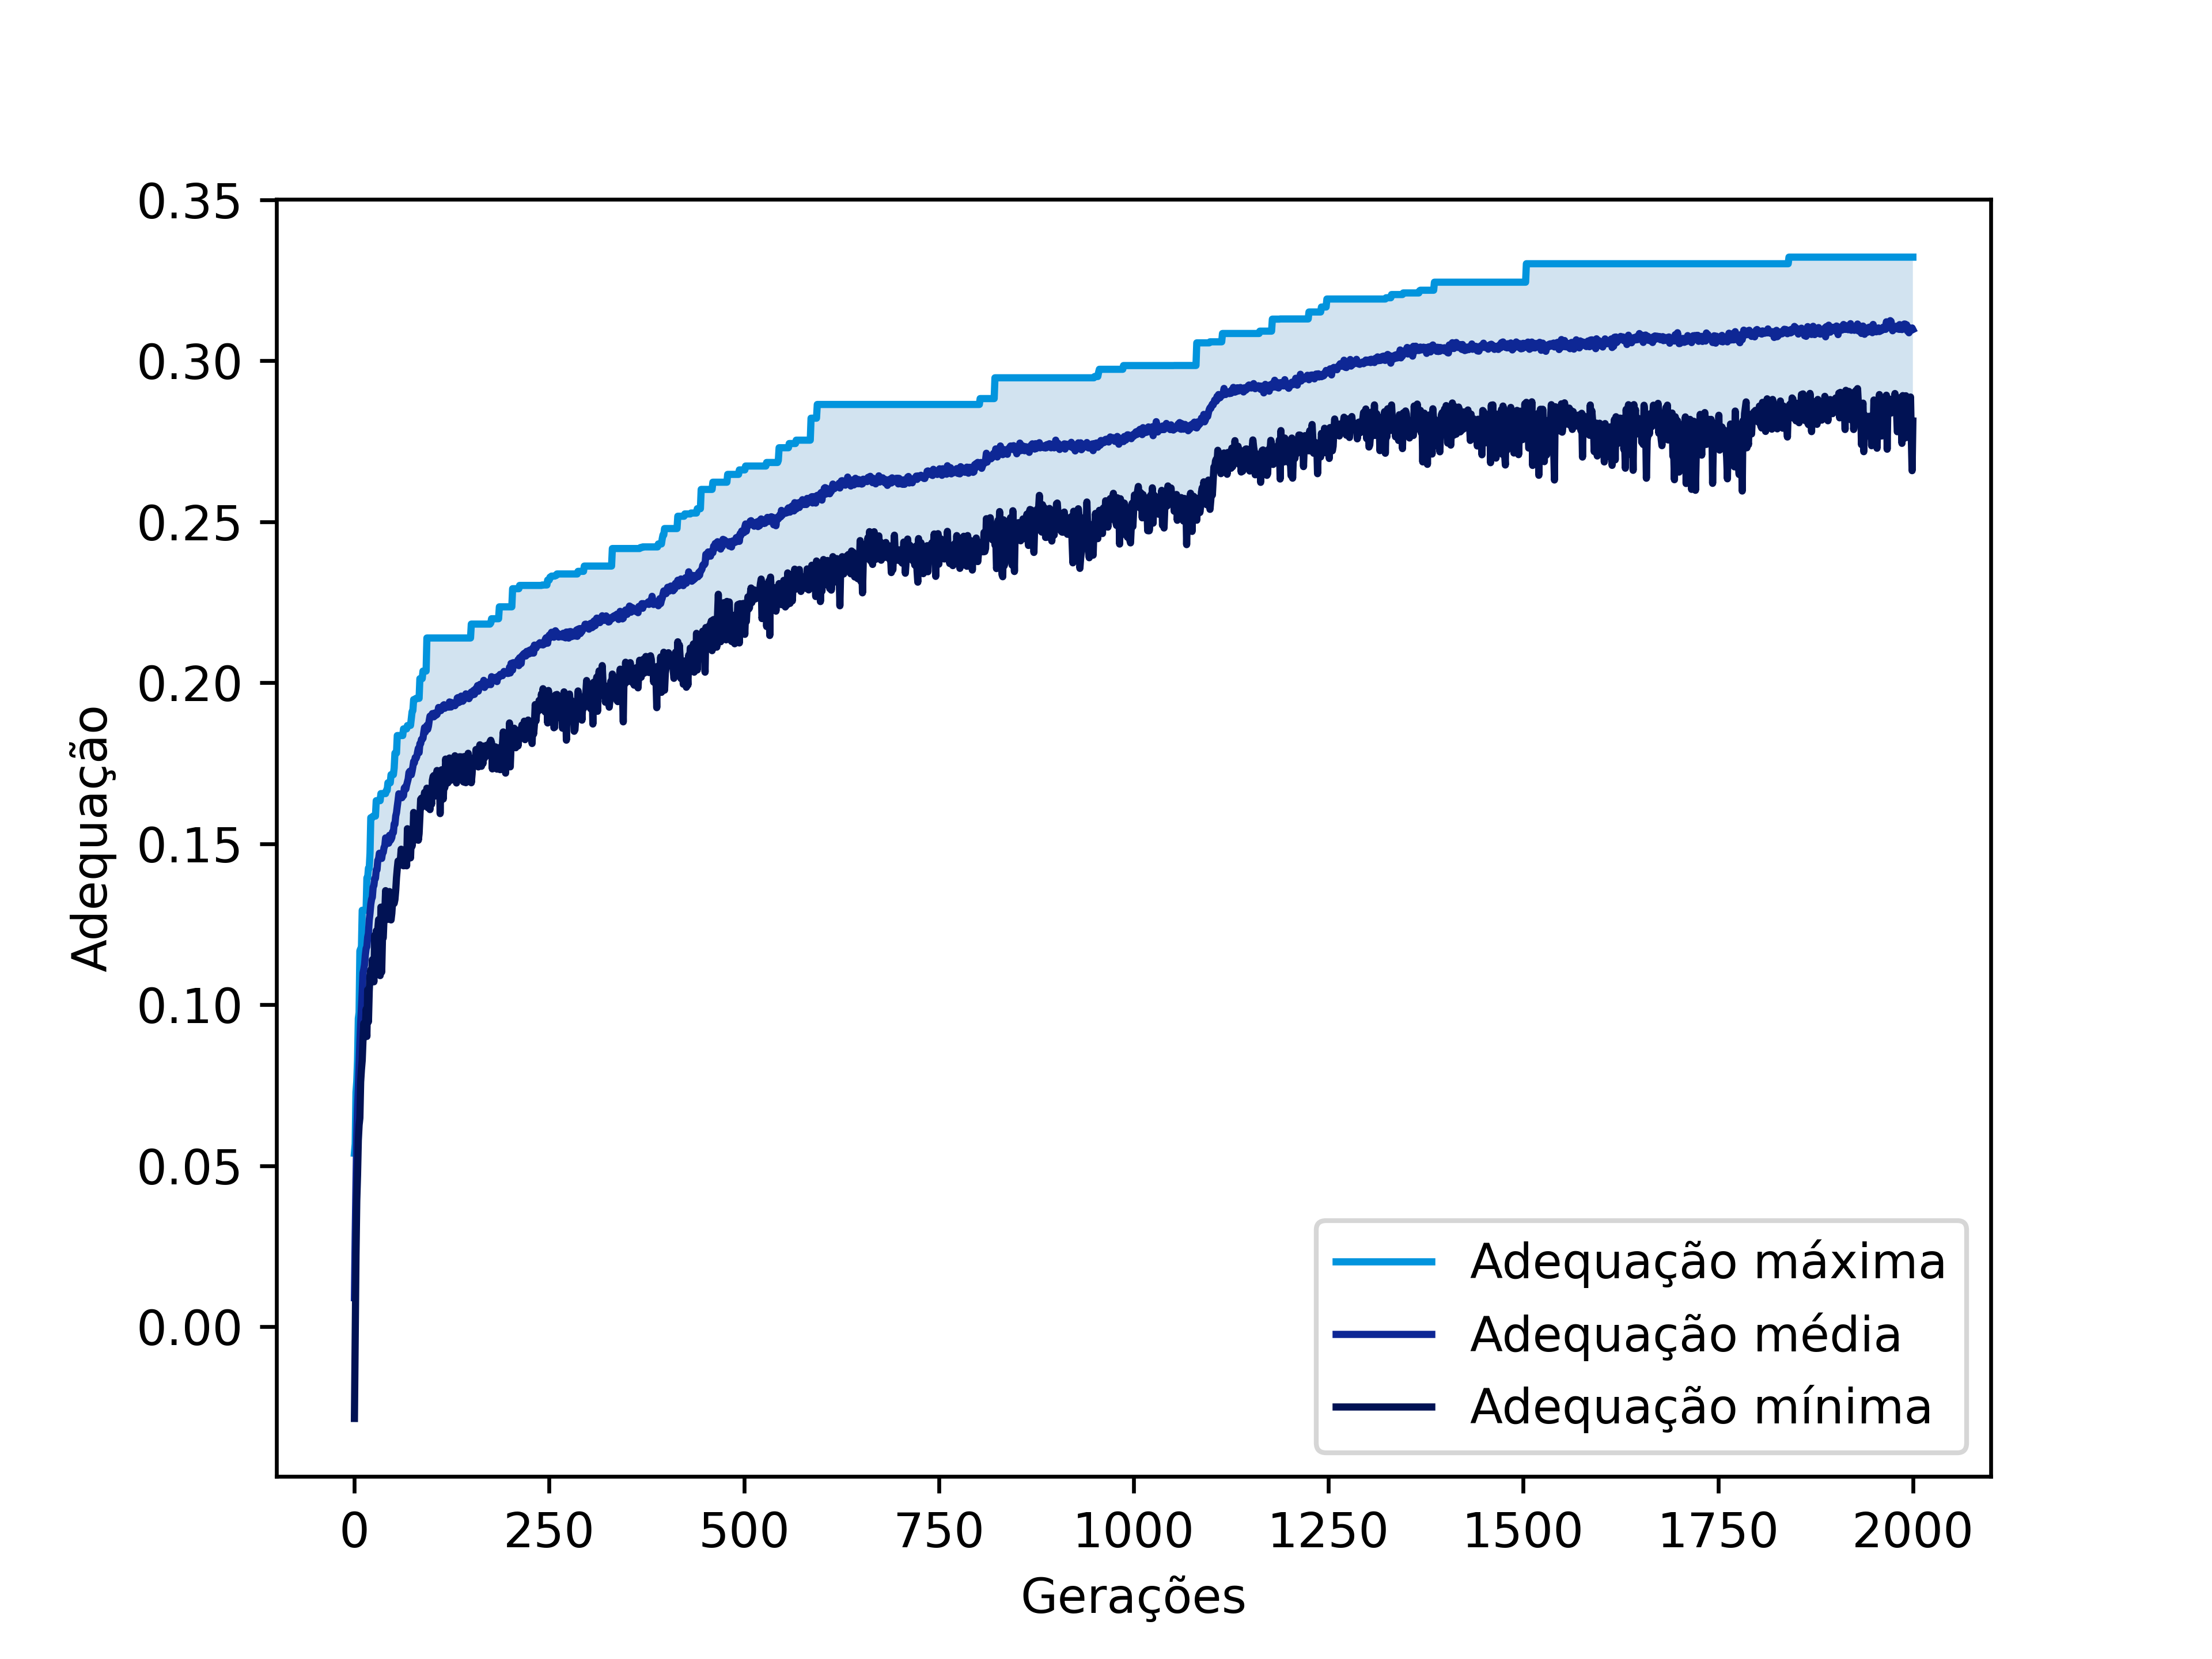 0.35
0.30
0.25
0.20
0.15
0.10
0.05
0.00
Adequação
Adequação máxima
Adequação média
Adequação mínima
0 250 500 750 1000 1250 1500 1750 2000
Gerações